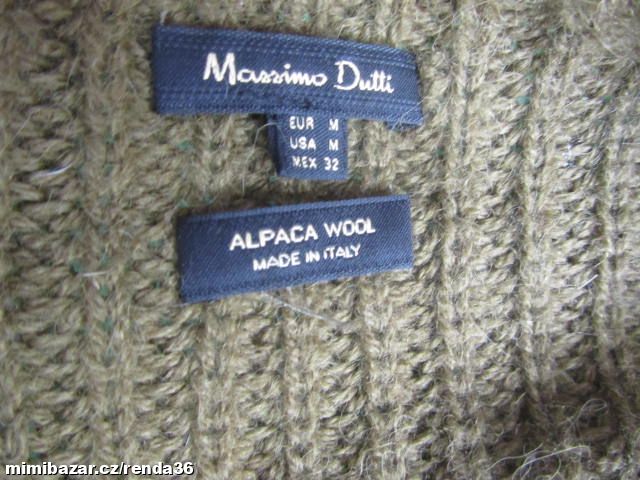 Massimo Dutti
EUR M
USA M
MEX 32
ALPACA WOOL
MADE IN ITALY
mimibazar.cz/renda36